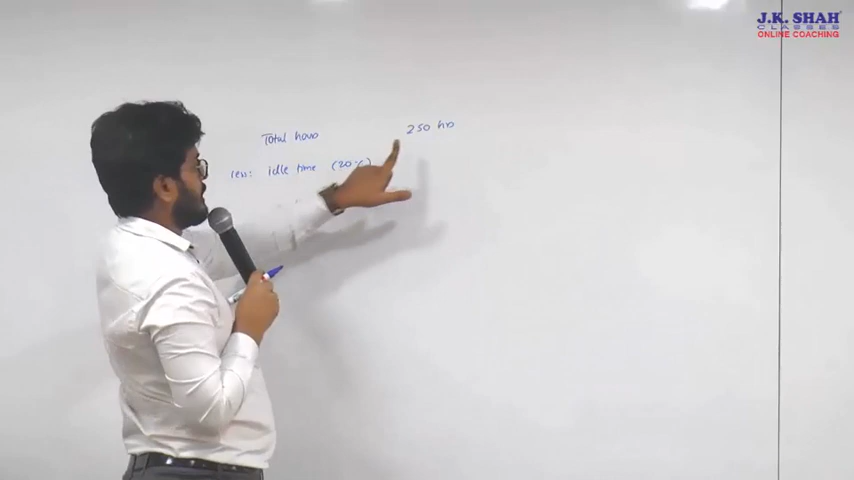 J.K. SHAH
CLASSES
ONLINE COACHING
Total hours 250 hrs
less: idle time (20%)